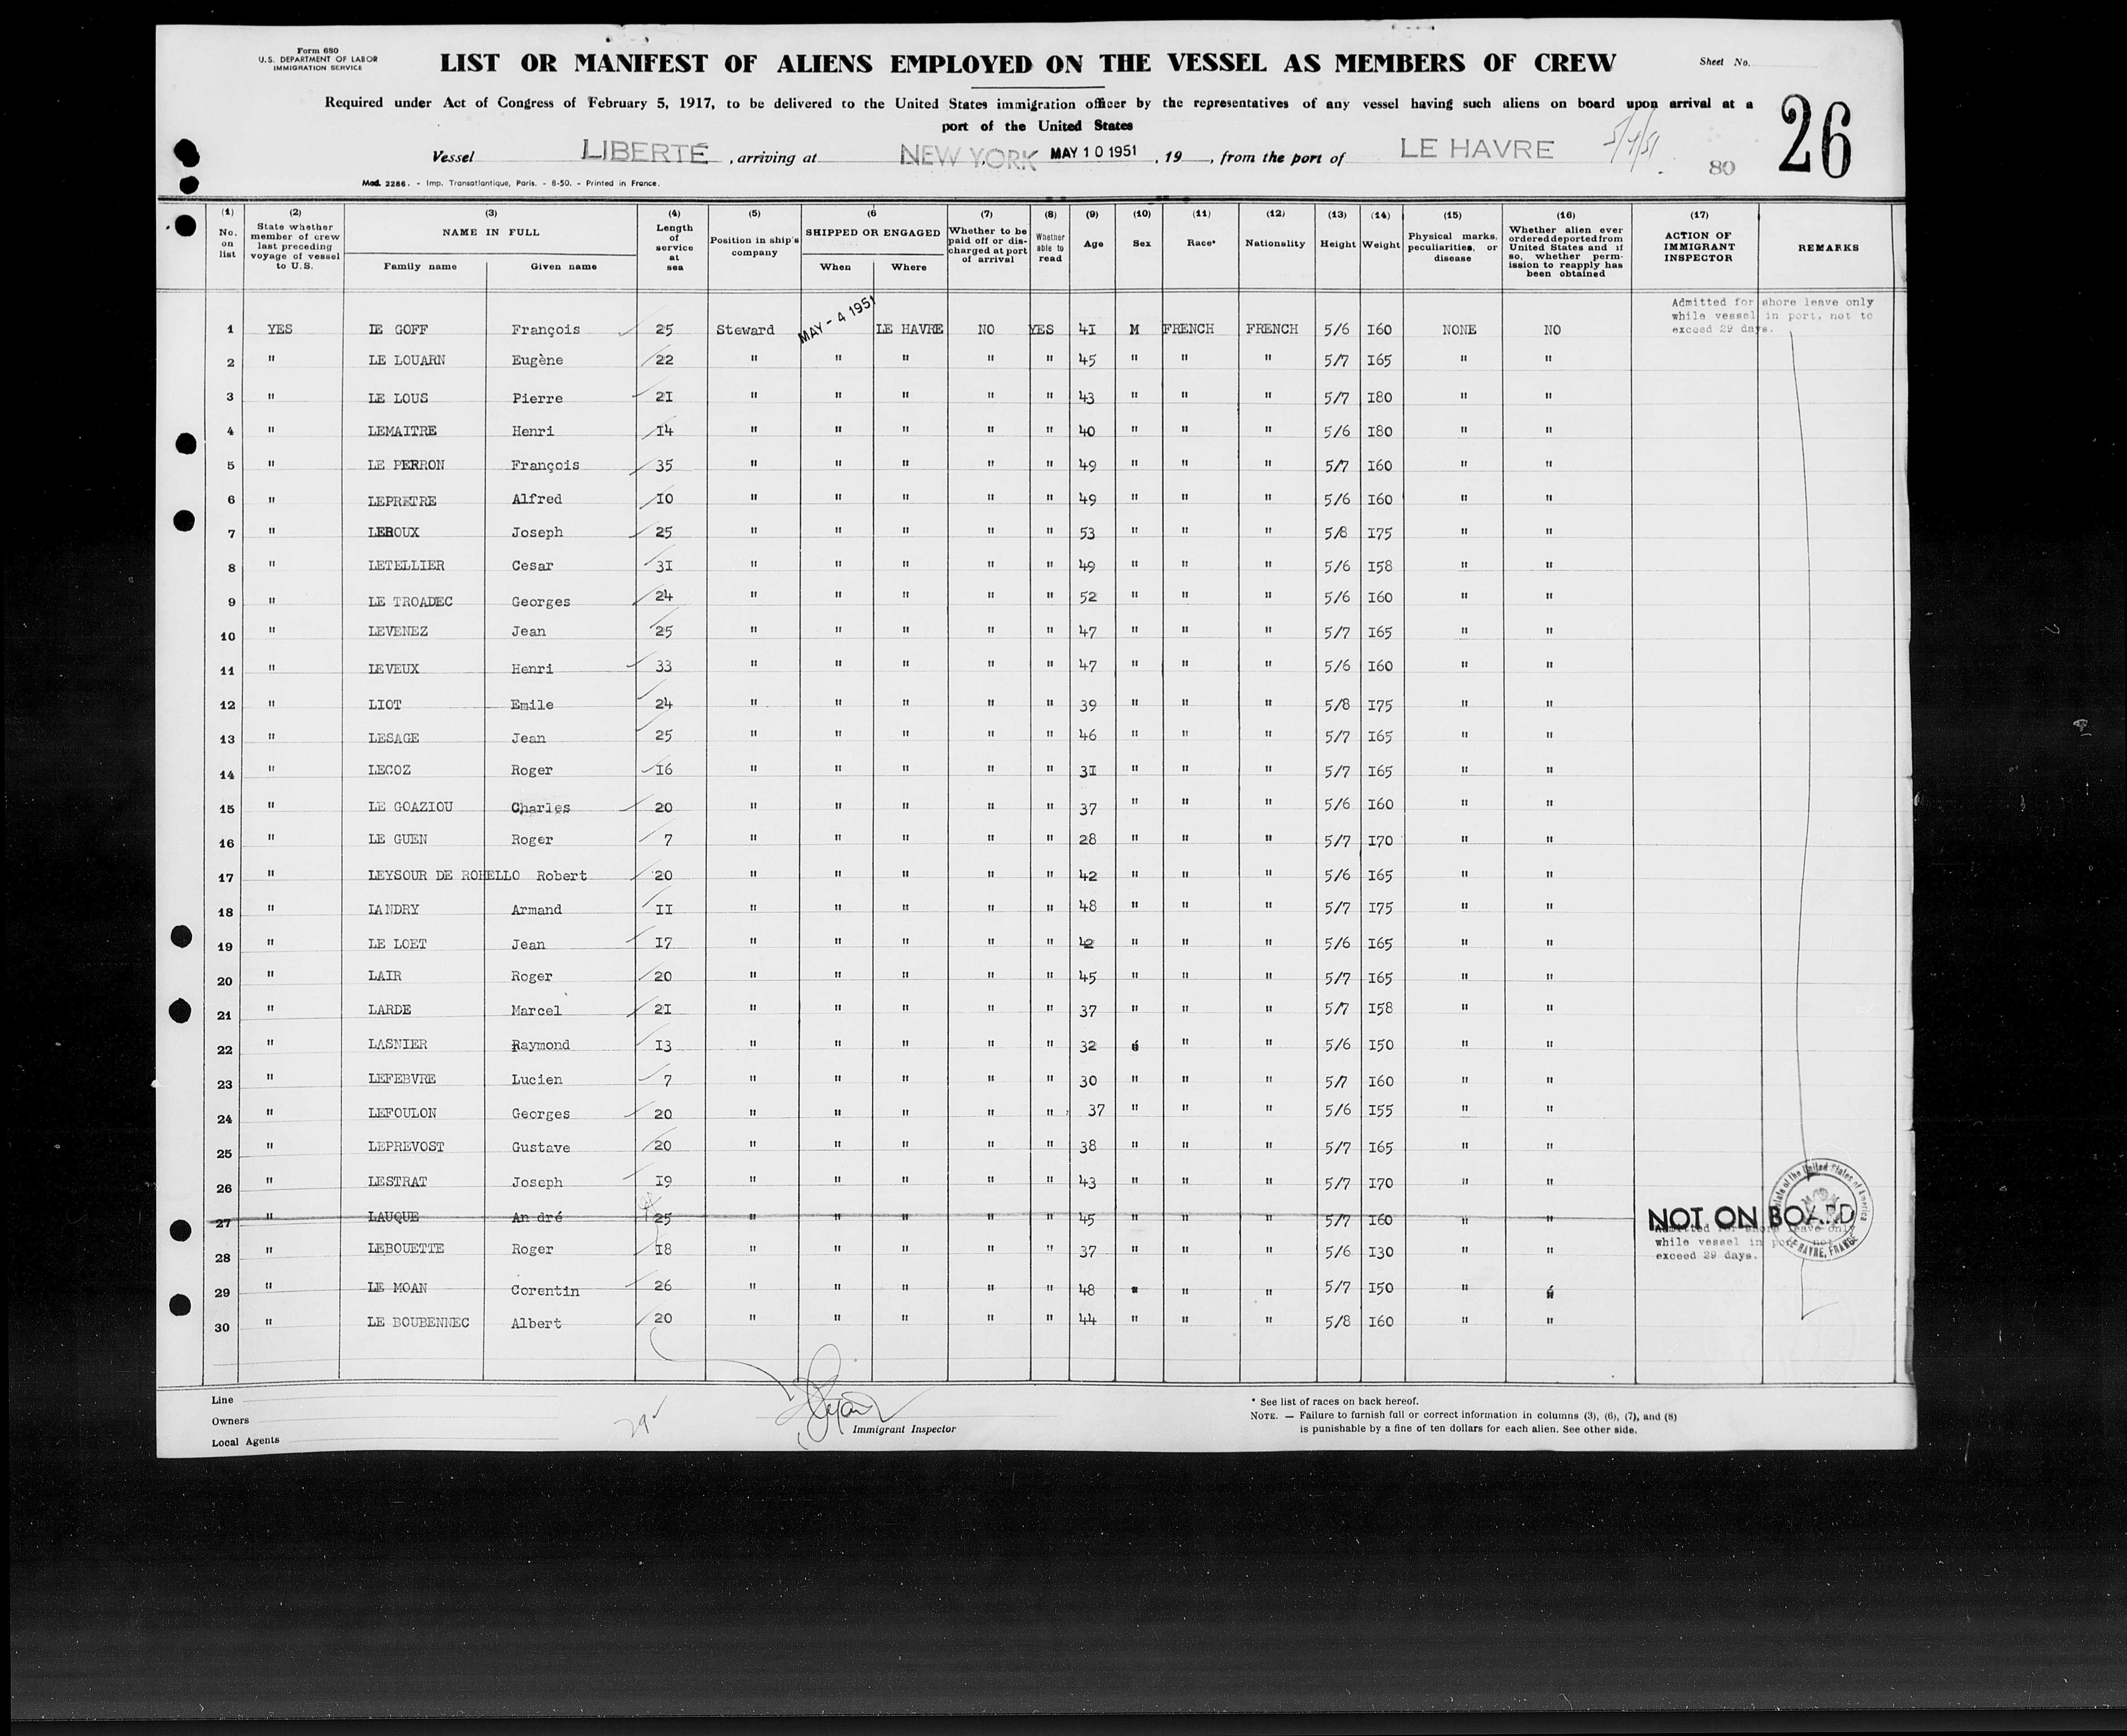 Form 680
U.S. DEPARTMENT OF LABOR
IMMIGRATION SERVICE
LIST OR MANIFEST OF ALIENS EMPLOYED ON THE VESSEL AS MEMBERS OF CREW
Sheet No.
Required under Act of Congress of February 5, 1917, to be delivered to the United States immigration officer by the representatives of any vessel having such aliens on board upon arrival at a
port of the United States
26
Vessel LIBERTÉ, arriving at NEW YORK MAY 10 1951, 19 , from the port of LE HAVRE 5/4/51
80
Mod. 2286. - Imp. Transatlantique, Paris. - 8-50. - Printed in France.
(1) No. on list (2) State whether member of crew last preceding voyage of vessel to U.S. (3) NAME IN FULL Family name Given name (4) Length of service at sea (5) Position in ship's company (6 SHIPPED OR ENGAGED When Where (7) Whether to be paid off or discharged at port of arrival (8) Whether able to read (9) Age (10) Sex (11) Race* (12) Nationality (13) Height (14) Weight (15) Physical marks, peculiarities, or disease (16) Whether alien ever ordered deported from United States and if so, whether permission to reapply has been obtained (17) ACTION OF IMMIGRANT INSPECTOR REMARKS
Admitted for shore leave only
while vessel in port, not to
exceed 29 days.
1 YES LE GOFF François 25 Steward MAY - 4 1951 LE HAVRE NO YES 41 M FRENCH FRENCH 5/6 160 NONE NO
2 " LE LOUARN Eugène 22 " " " " " 45 " " " 5/7 165 " "
3 " LE LOUS Pierre 21 " " " " " 43 " " " 5/7 180 " "
4 " LEMAITRE Henri 14 " " " " " 40 " " " 5/6 180 " "
5 " LE PERRON François 35 " " " " " 49 " " " 5/7 160 " "
6 " LEPRETRE Alfred 10 " " " " " 49 " " " 5/6 160 " "
7 " LEROUX Joseph 25 " " " " " 53 " " " 5/8 175 " "
8 " LETELLIER Cesar 31 " " " " " 49 " " " 5/6 158 " "
9 " LE TROADEC Georges 24 " " " " " 52 " " " 5/6 160 " "
10 " LEVENEZ Jean 25 " " " " " 47 " " " 5/7 165 " "
11 " LEVEUX Henri 33 " " " " " 47 " " " 5/6 160 " "
12 " LIOT Emile 24 " " " " " 39 " " " 5/8 175 " "
13 " LESAGE Jean 25 " " " " " 46 " " " 5/7 165 " "
14 " LECOZ Roger 16 " " " " " 31 " " " 5/7 165 " "
15 " LE GOAZIOU Charles 20 " " " " " 37 " " " 5/6 160 " "
16 " LE GUEN Roger 7 " " " " " 28 " " " 5/7 170 " "
17 " LEYSOUR DE ROHELLO Robert 20 " " " " " 42 " " " 5/6 165 " "
18 " LANDRY Armand 11 " " " " " 48 " " " 5/7 175 " "
19 " LE LOET Jean 17 " " " " " 42 " " " 5/6 165 " "
20 " LAIR Roger 20 " " " " " 45 " " " 5/7 165 " "
21 " LARDE Marcel 21 " " " " " 37 " " " 5/7 158 " "
22 " LASNIER Raymond 13 " " " " " 32 " " " 5/6 150 " "
23 " LEFEBVRE Lucien 7 " " " " " 30 " " " 5/7 160 " "
24 " LEFOULON Georges 20 " " " " " 37 " " " 5/6 155 " "
25 " LEPREVOST Gustave 20 " " " " " 38 " " " 5/7 165 " "
26 " LESTRAT Joseph 19 " " " " " 43 " " " 5/7 170 " "
27 " LAUQUE André 25 " " " " " 45 " " " 5/7 160 " " NOT ON BOARD
Admitted for shore leave only
while vessel in port, not
exceed 29 days.
LE HAVRE, FRANCE
28 " LEBOUETTE Roger 18 " " " " " 37 " " " 5/6 130 " "
29 " LE MOAN Corentin 26 " " " " " 48 " " " 5/7 150 " "
30 " LE BOUBENNEC Albert 20 " " " " " 44 " " " 5/8 160 " "
Line
Owners
Local Agents
29
Immigrant Inspector
* See list of races on back hereof.
NOTE. — Failure to furnish full or correct information in columns (3), (6), (7), and (8)
is punishable by a fine of ten dollars for each alien. See other side.